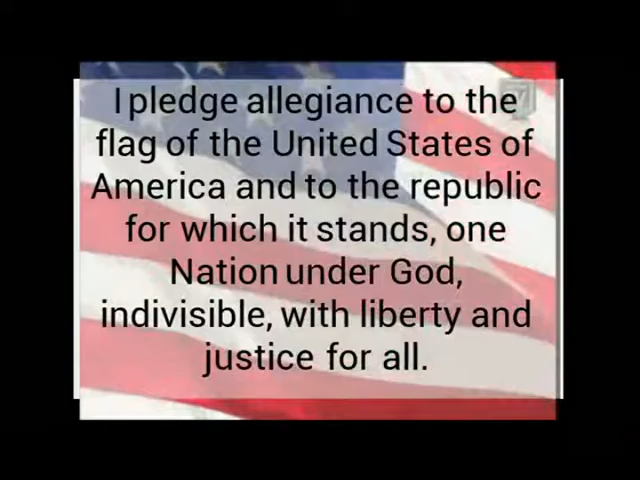 I pledge allegiance to the
flag of the United States of
America and to the republic
for which it stands, one
Nation under God,
indivisible, with liberty and
justice for all.